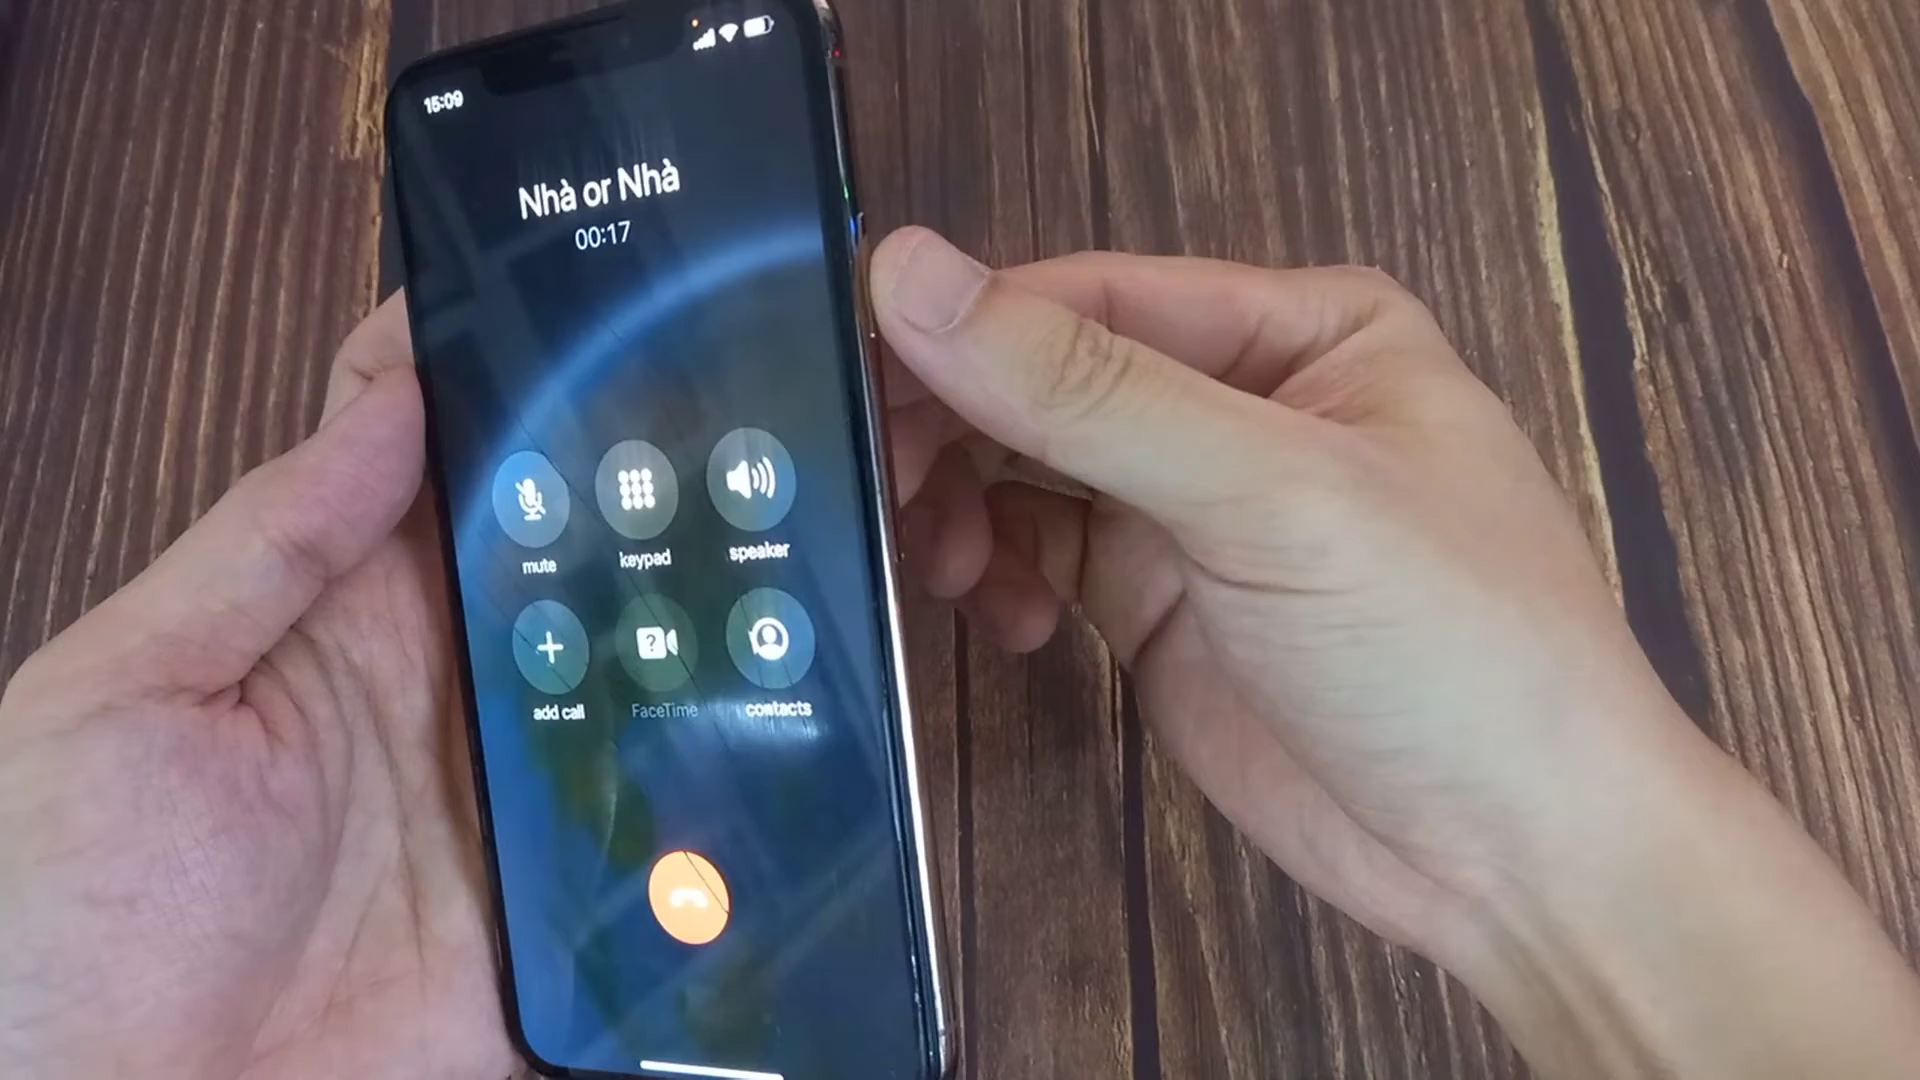 15:09
Nhà or Nhà
00:17
mute
keypad
speaker
add call
FaceTime
contacts